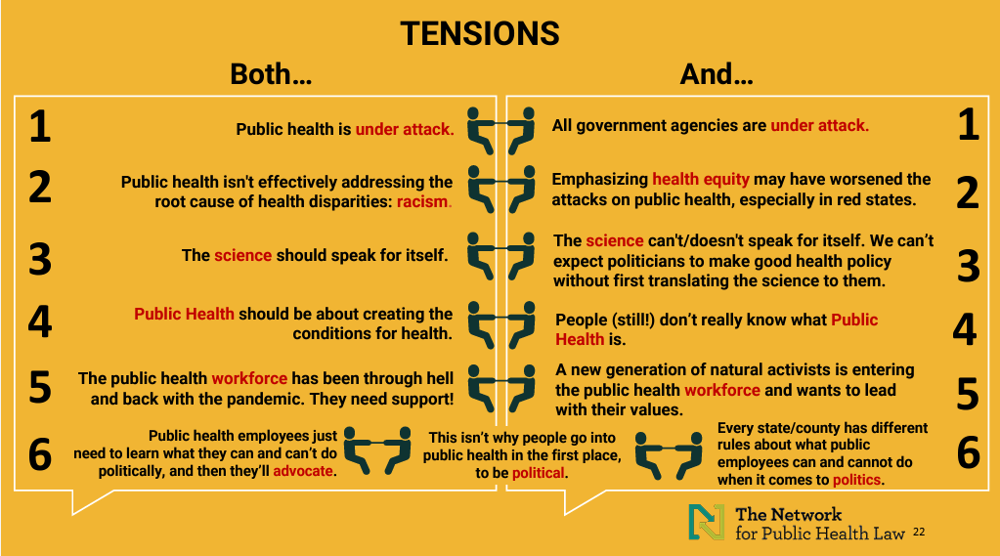 TENSIONS
Both…
And…
1
Public health is under attack.
All government agencies are under attack.
1
2
Public health isn't effectively addressing the
root cause of health disparities: racism.
Emphasizing health equity may have worsened the
attacks on public health, especially in red states.
2
3
The science should speak for itself.
The science can't/doesn't speak for itself. We can’t
expect politicians to make good health policy
without first translating the science to them.
3
4
Public Health should be about creating the
conditions for health.
People (still!) don’t really know what Public
Health is.
4
5
The public health workforce has been through hell
and back with the pandemic. They need support!
A new generation of natural activists is entering
the public health workforce and wants to lead
with their values.
5
6
Public health employees just
need to learn what they can and can’t do
politically, and then they’ll advocate.
This isn’t why people go into
public health in the first place,
to be political.
Every state/county has different
rules about what public
employees can and cannot do
when it comes to politics.
6
The Network
for Public Health Law
22